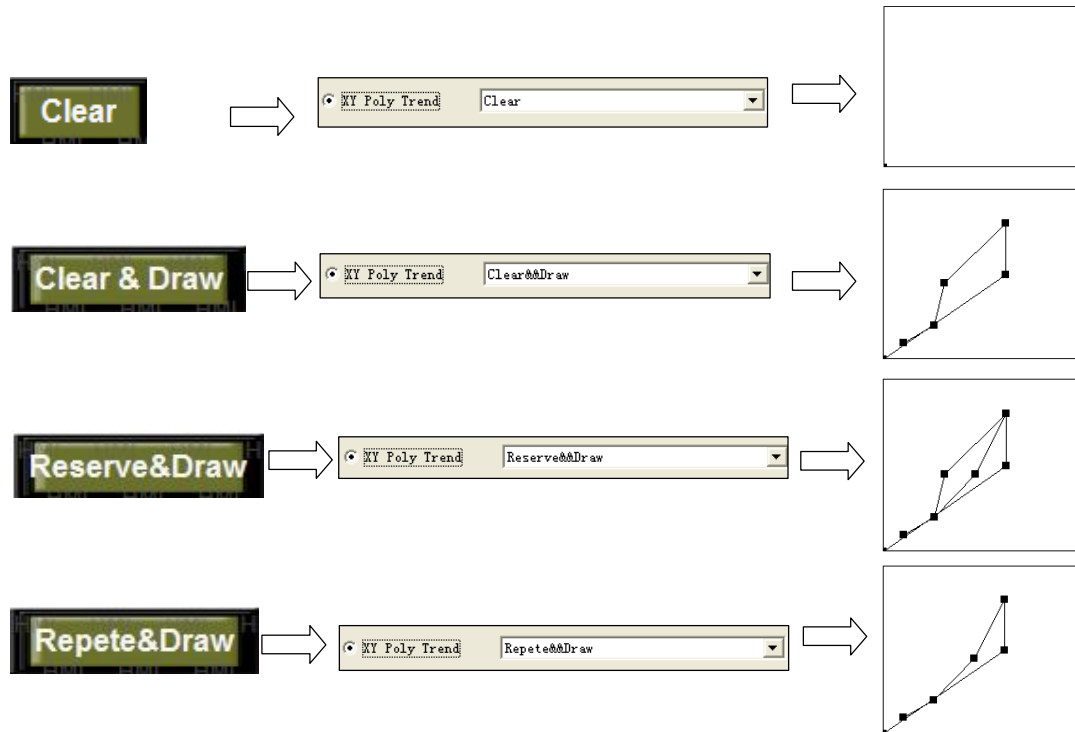 Clear
XY Poly Trend Clear
Clear & Draw
XY Poly Trend Clear&&Draw
Reserve&Draw
XY Poly Trend Reserve&&Draw
Repete&Draw
XY Poly Trend Repete&&Draw